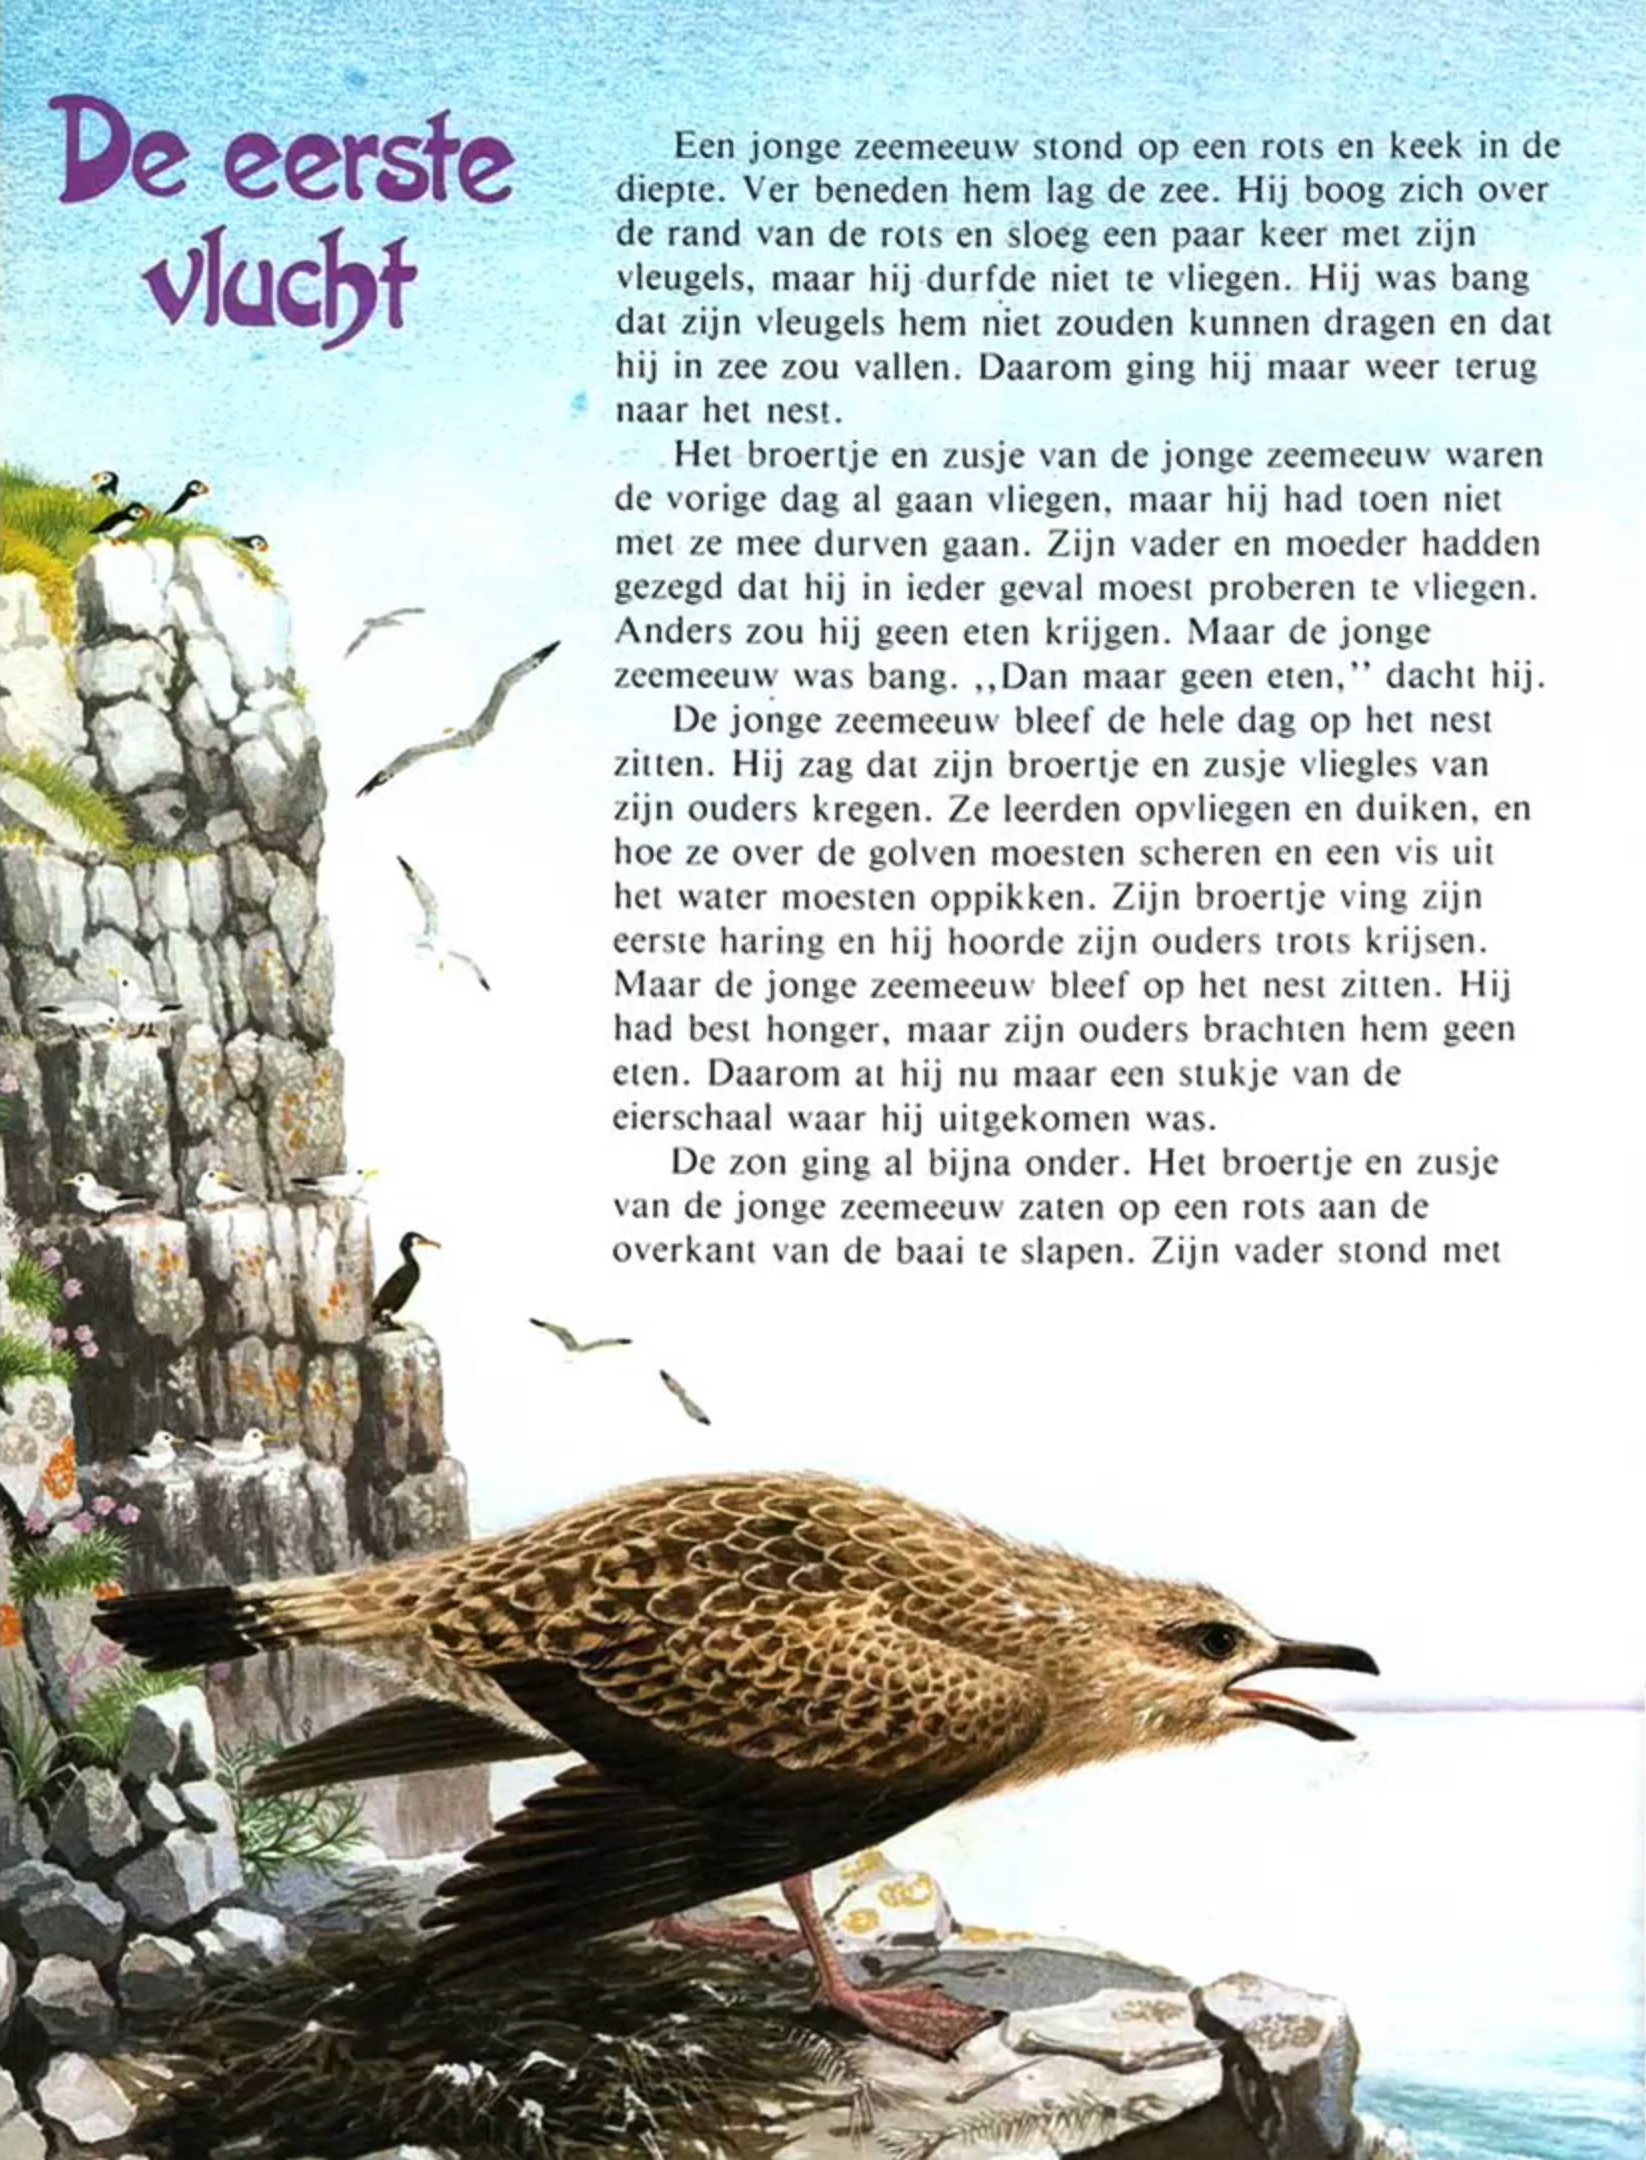 De eerste
vlucht
Een jonge zeemeeuw stond op een rots en keek in de
diepte. Ver beneden hem lag de zee. Hij boog zich over
de rand van de rots en sloeg een paar keer met zijn
vleugels, maar hij durfde niet te vliegen. Hij was bang
dat zijn vleugels hem niet zouden kunnen dragen en dat
hij in zee zou vallen. Daarom ging hij maar weer terug
naar het nest.
Het broertje en zusje van de jonge zeemeeuw waren
de vorige dag al gaan vliegen, maar hij had toen niet
met ze mee durven gaan. Zijn vader en moeder hadden
gezegd dat hij in ieder geval moest proberen te vliegen.
Anders zou hij geen eten krijgen. Maar de jonge
zeemeeuw was bang. ,,Dan maar geen eten,’’ dacht hij.
De jonge zeemeeuw bleef de hele dag op het nest
zitten. Hij zag dat zijn broertje en zusje vliegles van
zijn ouders kregen. Ze leerden opvliegen en duiken, en
hoe ze over de golven moesten scheren en een vis uit
het water moesten oppikken. Zijn broertje ving zijn
eerste haring en hij hoorde zijn ouders trots krijsen.
Maar de jonge zeemeeuw bleef op het nest zitten. Hij
had best honger, maar zijn ouders brachten hem geen
eten. Daarom at hij nu maar een stukje van de
eierschaal waar hij uitgekomen was.
De zon ging al bijna onder. Het broertje en zusje
van de jonge zeemeeuw zaten op een rots aan de
overkant van de baai te slapen. Zijn vader stond met